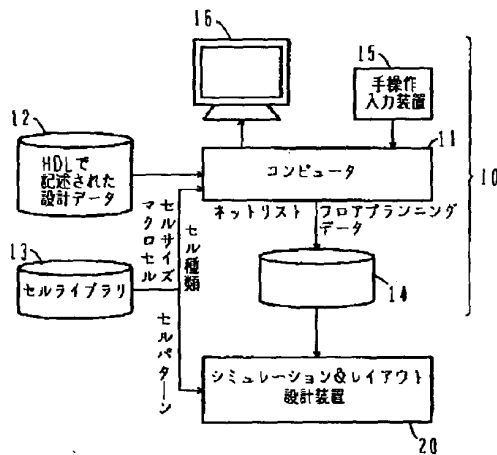 16
15
手操作
入力装置
12
11
HDLで
記述された
設計データ
コンピュータ
10
ネットリスト
フロアプランニング
データ
マクロセル
セルサイズ
セル種類
13
セルライブラリ
14
セルパターン
シミュレーション&レイアウト
設計装置
20